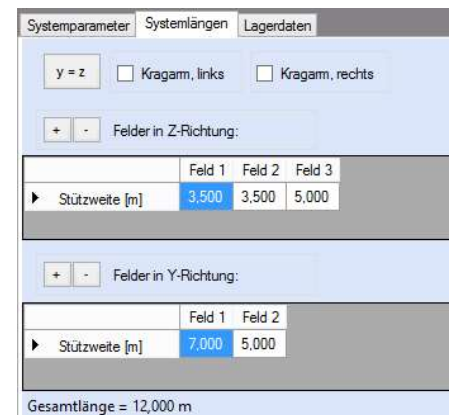 Systemparameter Systemlängen Lagerdaten
y = z Kragarm, links Kragarm, rechts
+ - Felder in Z-Richtung:
Feld 1 Feld 2 Feld 3
Stützweite [m] 3,500 3,500 5,000
+ - Felder in Y-Richtung:
Feld 1 Feld 2
Stützweite [m] 7,000 5,000
Gesamtlänge = 12,000 m